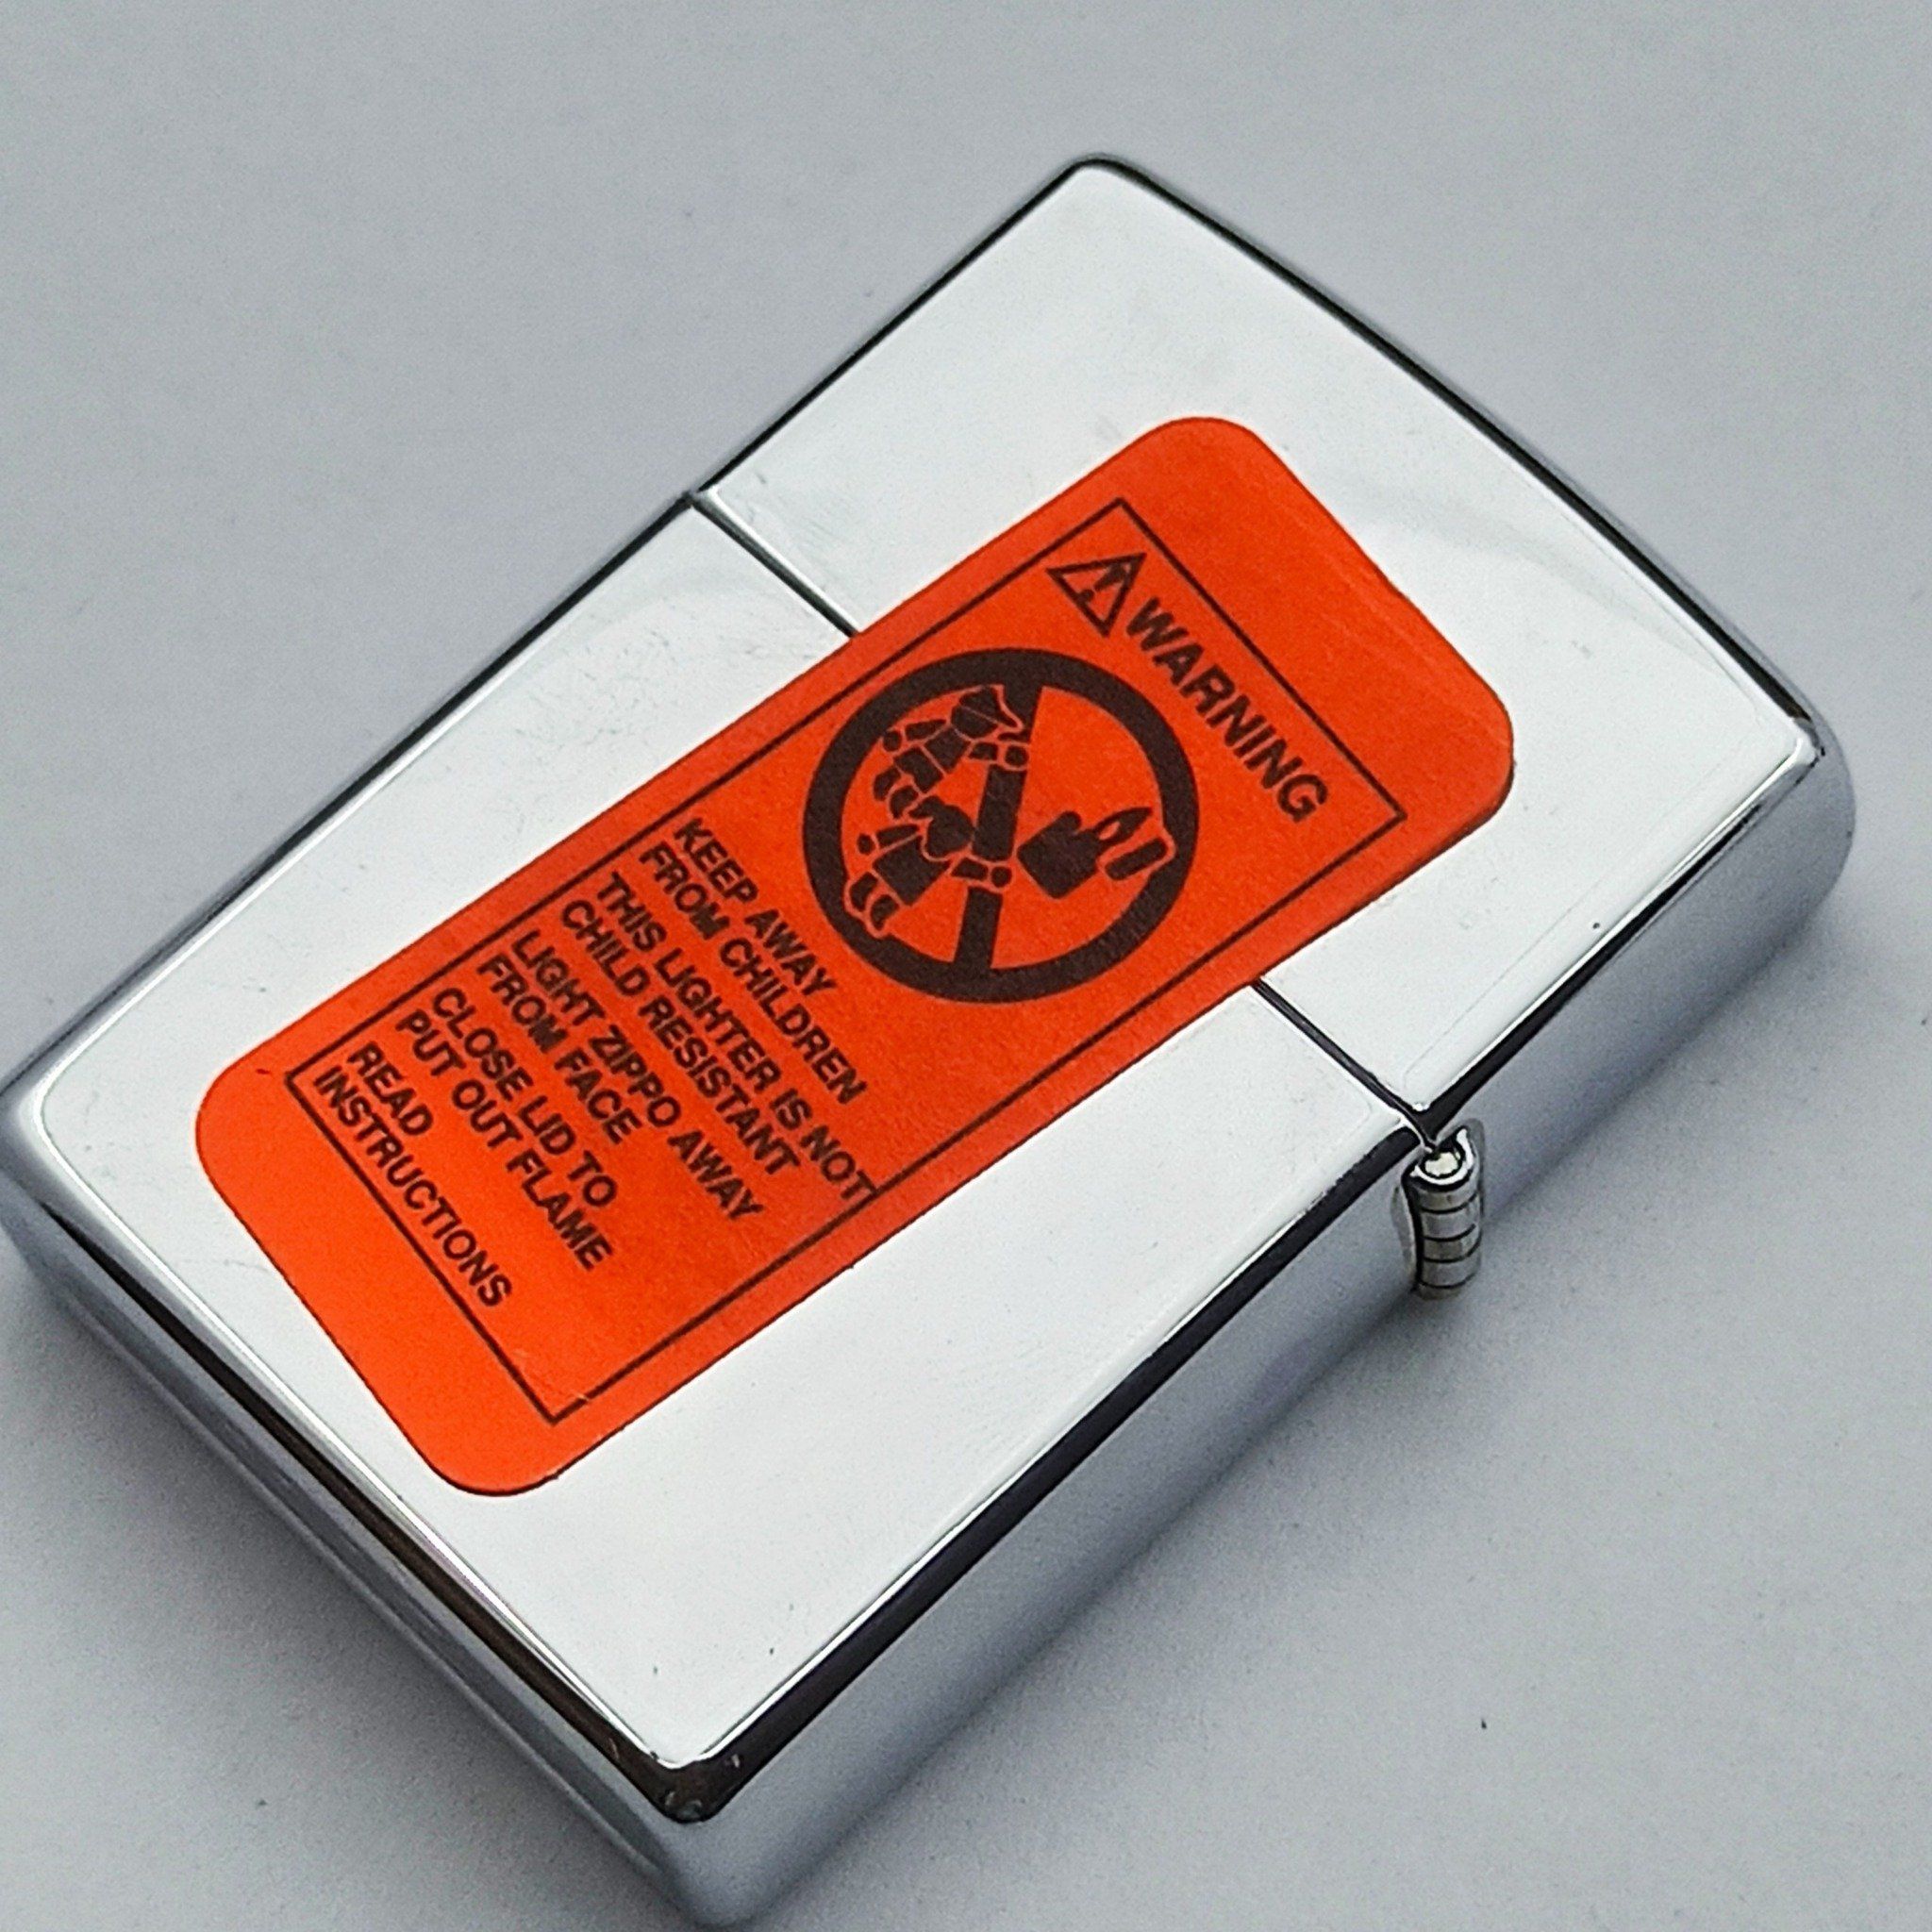 WARNING
KEEP AWAY
FROM CHILDREN
THIS LIGHTER IS NOT
CHILD RESISTANT
LIGHT ZIPPO AWAY
FROM FACE
CLOSE LID TO
PUT OUT FLAME
READ
INSTRUCTIONS